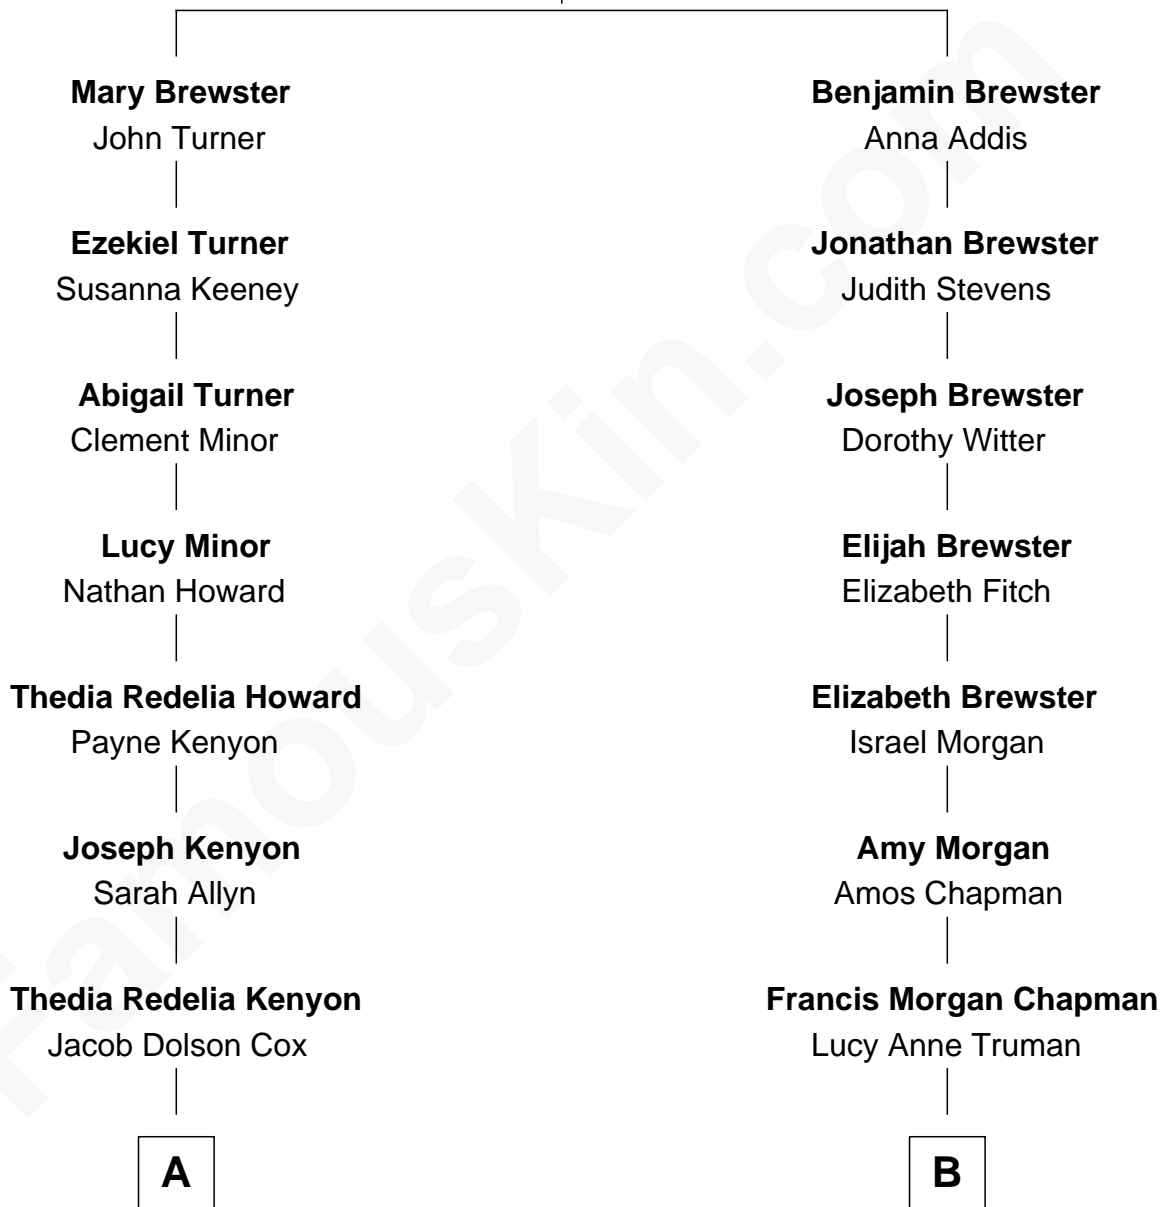 Mary Brewster
John Turner
Ezekiel Turner
Susanna Keeney
Abigail Turner
Clement Minor
Lucy Minor
Nathan Howard
Thedia Redelia Howard
Payne Kenyon
Joseph Kenyon
Sarah Allyn
Thedia Redelia Kenyon
Jacob Dolson Cox
A
Benjamin Brewster
Anna Addis
Jonathan Brewster
Judith Stevens
Joseph Brewster
Dorothy Witter
Elijah Brewster
Elizabeth Fitch
Elizabeth Brewster
Israel Morgan
Amy Morgan
Amos Chapman
Francis Morgan Chapman
Lucy Anne Truman
B
FamousKin.com